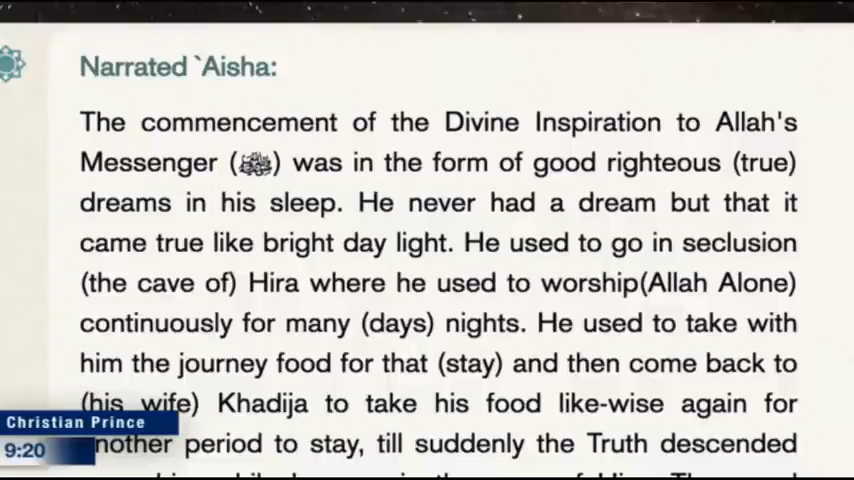 Narrated `Aisha:
The commencement of the Divine Inspiration to Allah's
Messenger (ﷺ) was in the form of good righteous (true)
dreams in his sleep. He never had a dream but that it
came true like bright day light. He used to go in seclusion
(the cave of) Hira where he used to worship(Allah Alone)
continuously for many (days) nights. He used to take with
him the journey food for that (stay) and then come back to
(his wife) Khadija to take his food like-wise again for
another period to stay, till suddenly the Truth descended
Christian Prince
9:20